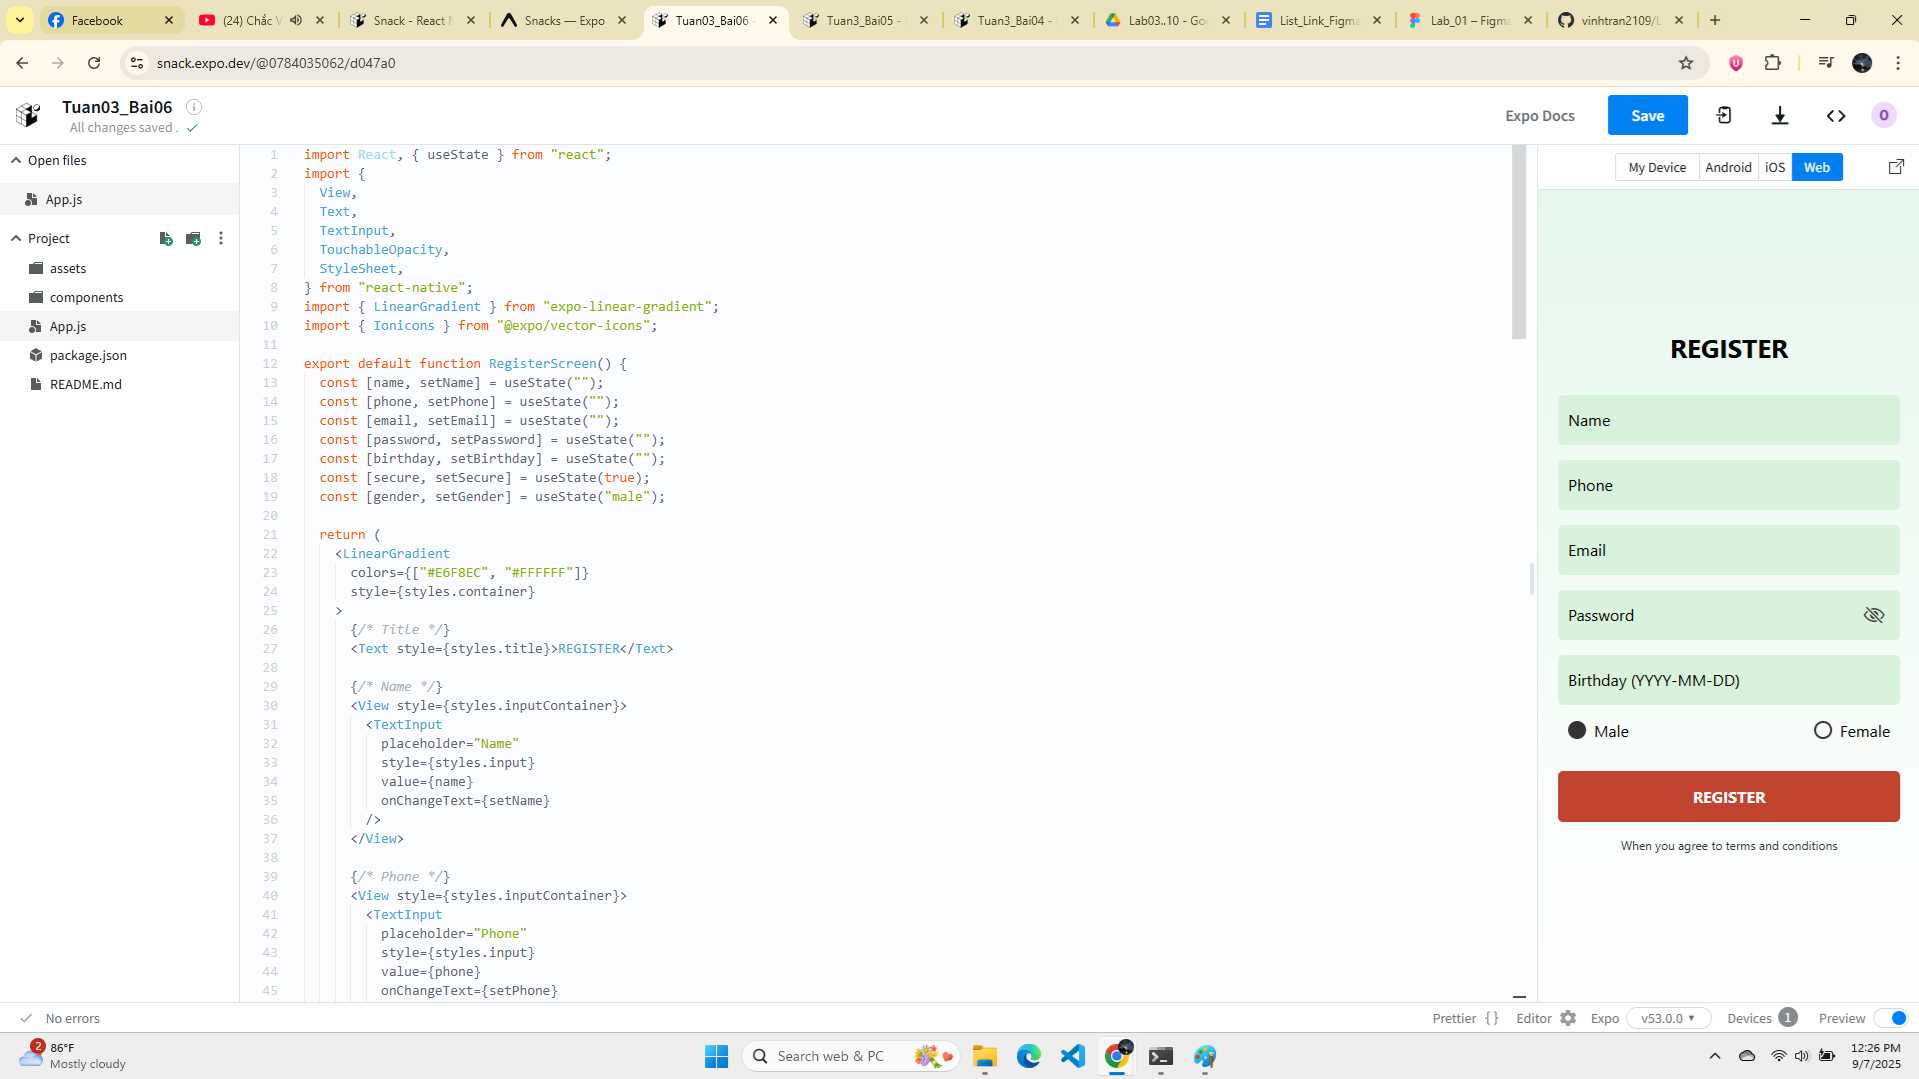 Facebook
(24) Chắc V
Snack - React N
Snacks — Expo
Tuan03_Bai06 -
Tuan3_Bai05 - S
Tuan3_Bai04 - S
Lab03..10 - Goo
List_Link_Figma
Lab_01 – Figma
vinhtran2109/L
snack.expo.dev/@0784035062/d047a0
Tuan03_Bai06
All changes saved .
Expo Docs
Save
O
Open files
App.js
Project
assets
components
App.js
package.json
README.md
1 import React, { useState } from "react";
2 import {
3 View,
4 Text,
5 TextInput,
6 TouchableOpacity,
7 StyleSheet,
8 } from "react-native";
9 import { LinearGradient } from "expo-linear-gradient";
10 import { Ionicons } from "@expo/vector-icons";
11
12 export default function RegisterScreen() {
13 const [name, setName] = useState("");
14 const [phone, setPhone] = useState("");
15 const [email, setEmail] = useState("");
16 const [password, setPassword] = useState("");
17 const [birthday, setBirthday] = useState("");
18 const [secure, setSecure] = useState(true);
19 const [gender, setGender] = useState("male");
20
21 return (
22 <LinearGradient
23 colors={["#E6F8EC", "#FFFFFF"]}
24 style={styles.container}
25 >
26 {/* Title */}
27 <Text style={styles.title}>REGISTER</Text>
28
29 {/* Name */}
30 <View style={styles.inputContainer}>
31 <TextInput
32 placeholder="Name"
33 style={styles.input}
34 value={name}
35 onChangeText={setName}
36 />
37 </View>
38
39 {/* Phone */}
40 <View style={styles.inputContainer}>
41 <TextInput
42 placeholder="Phone"
43 style={styles.input}
44 value={phone}
45 onChangeText={setPhone}
My Device
Android
iOS
Web
REGISTER
Name
Phone
Email
Password
Birthday (YYYY-MM-DD)
Male
Female
REGISTER
When you agree to terms and conditions
No errors
Prettier { }
Editor
Expo
v53.0.0
Devices 1
Preview
2
86°F
Mostly cloudy
Search web & PC
12:26 PM
9/7/2025